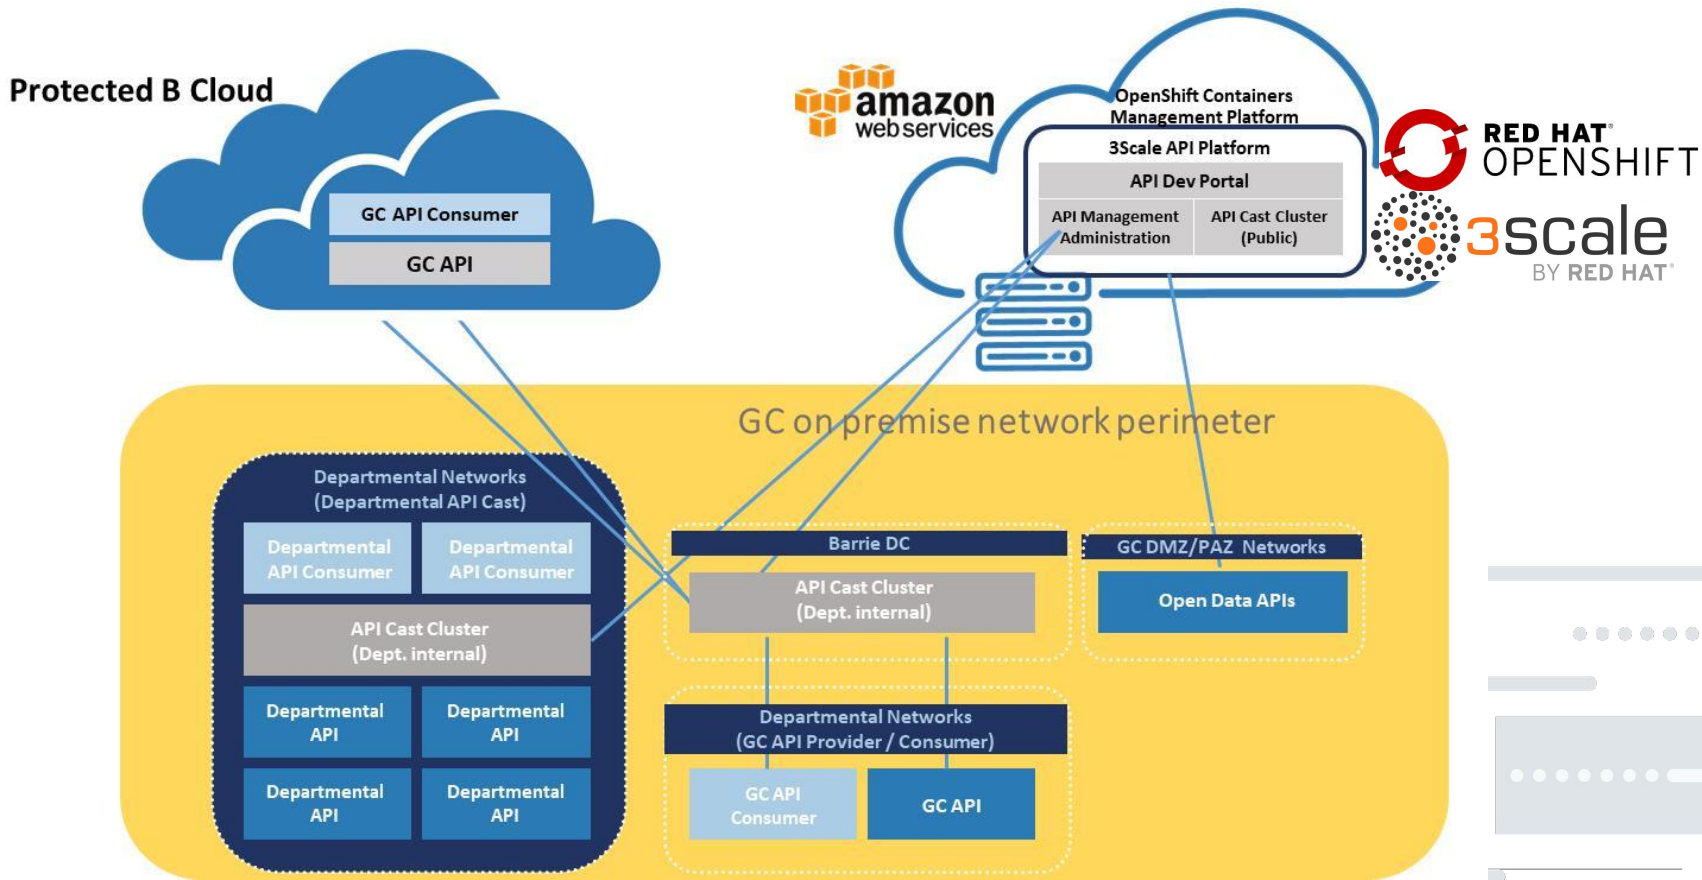 Protected B Cloud
GC API Consumer
GC API
amazon
web services
OpenShift Containers
Management Platform
3Scale API Platform
API Dev Portal
API Management
Administration
API Cast Cluster
(Public)
RED HAT®
OPENSHIFT
3scale
BY RED HAT®
GC on premise network perimeter
Departmental Networks
(Departmental API Cast)
Departmental
API Consumer
Departmental
API Consumer
API Cast Cluster
(Dept. internal)
Departmental
API
Departmental
API
Departmental
API
Departmental
API
Barrie DC
API Cast Cluster
(Dept. internal)
Departmental Networks
(GC API Provider / Consumer)
GC API
Consumer
GC API
GC DMZ/PAZ Networks
Open Data APIs